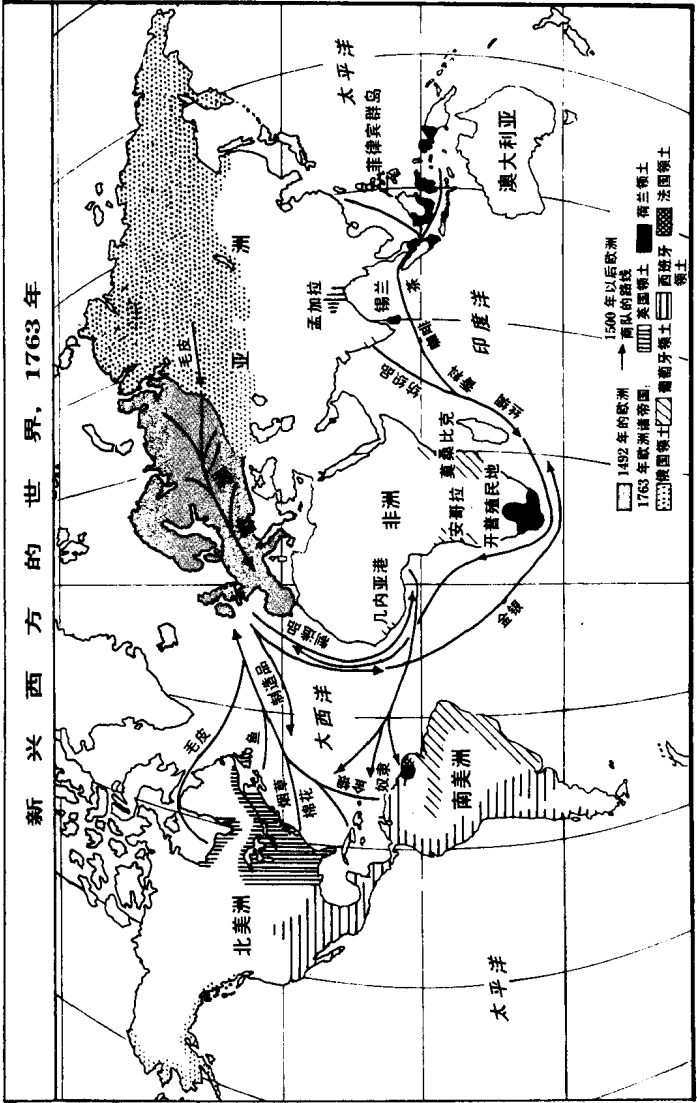 新兴西方的世界，1763年
北美洲
毛皮
鱼
烟草
棉花
制造品
大西洋
奴隶
南美洲
太平洋
毛皮
亚洲
制造品
几内亚港
非洲
安哥拉
莫桑比克
开普殖民地
金银
孟加拉
锡兰
纺织品
茶
香料
丝绸
印度洋
菲律宾群岛
太平洋
澳大利亚
1492年的欧洲
1500年以后欧洲
商队的路线
1763年欧洲诸帝国：
英国领土
荷兰领土
俄国领土
葡萄牙领土
西班牙
领土
法国领土